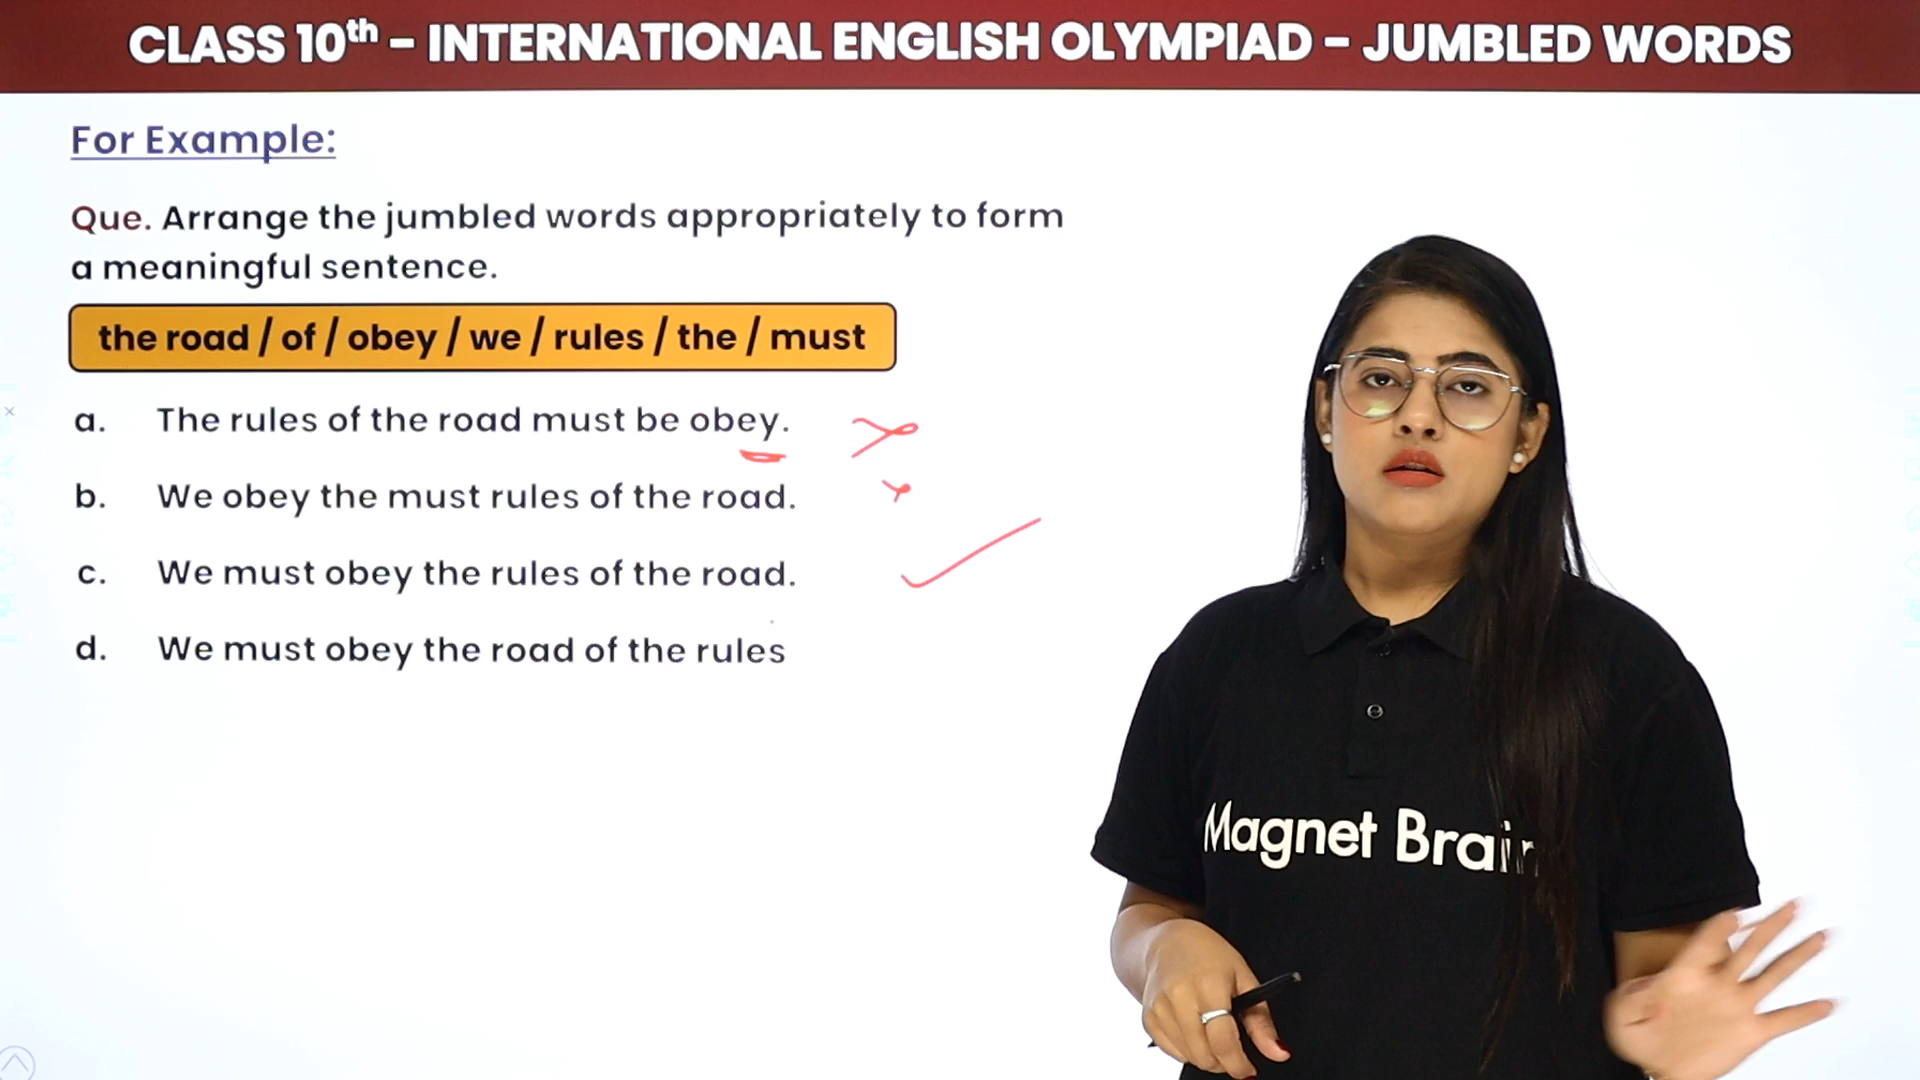 CLASS 10th - INTERNATIONAL ENGLISH OLYMPIAD - JUMBLED WORDS
For Example:
Que. Arrange the jumbled words appropriately to form
a meaningful sentence.
the road / of / obey / we / rules / the / must
a. The rules of the road must be obey.
b. We obey the must rules of the road.
c. We must obey the rules of the road.
d. We must obey the road of the rules
Magnet Brain